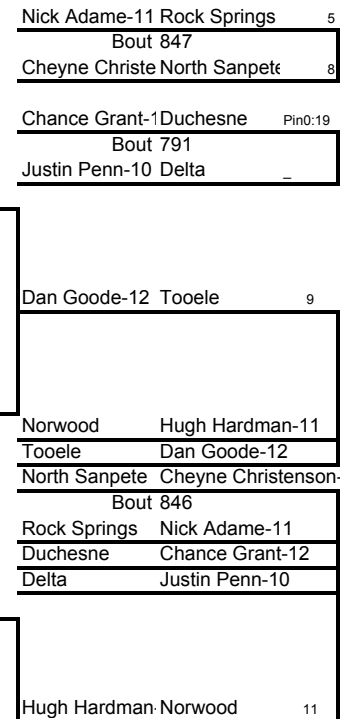 Nick Adame-11 Rock Springs 5
Bout 847
Cheyne Christe North Sanpete 8
Chance Grant-1 Duchesne Pin0:19
Bout 791
Justin Penn-10 Delta _
Dan Goode-12 Tooele 9
Norwood Hugh Hardman-11
Tooele Dan Goode-12
North Sanpete Cheyne Christenson-
Bout 846
Rock Springs Nick Adame-11
Duchesne Chance Grant-12
Delta Justin Penn-10
Hugh Hardman- Norwood 11